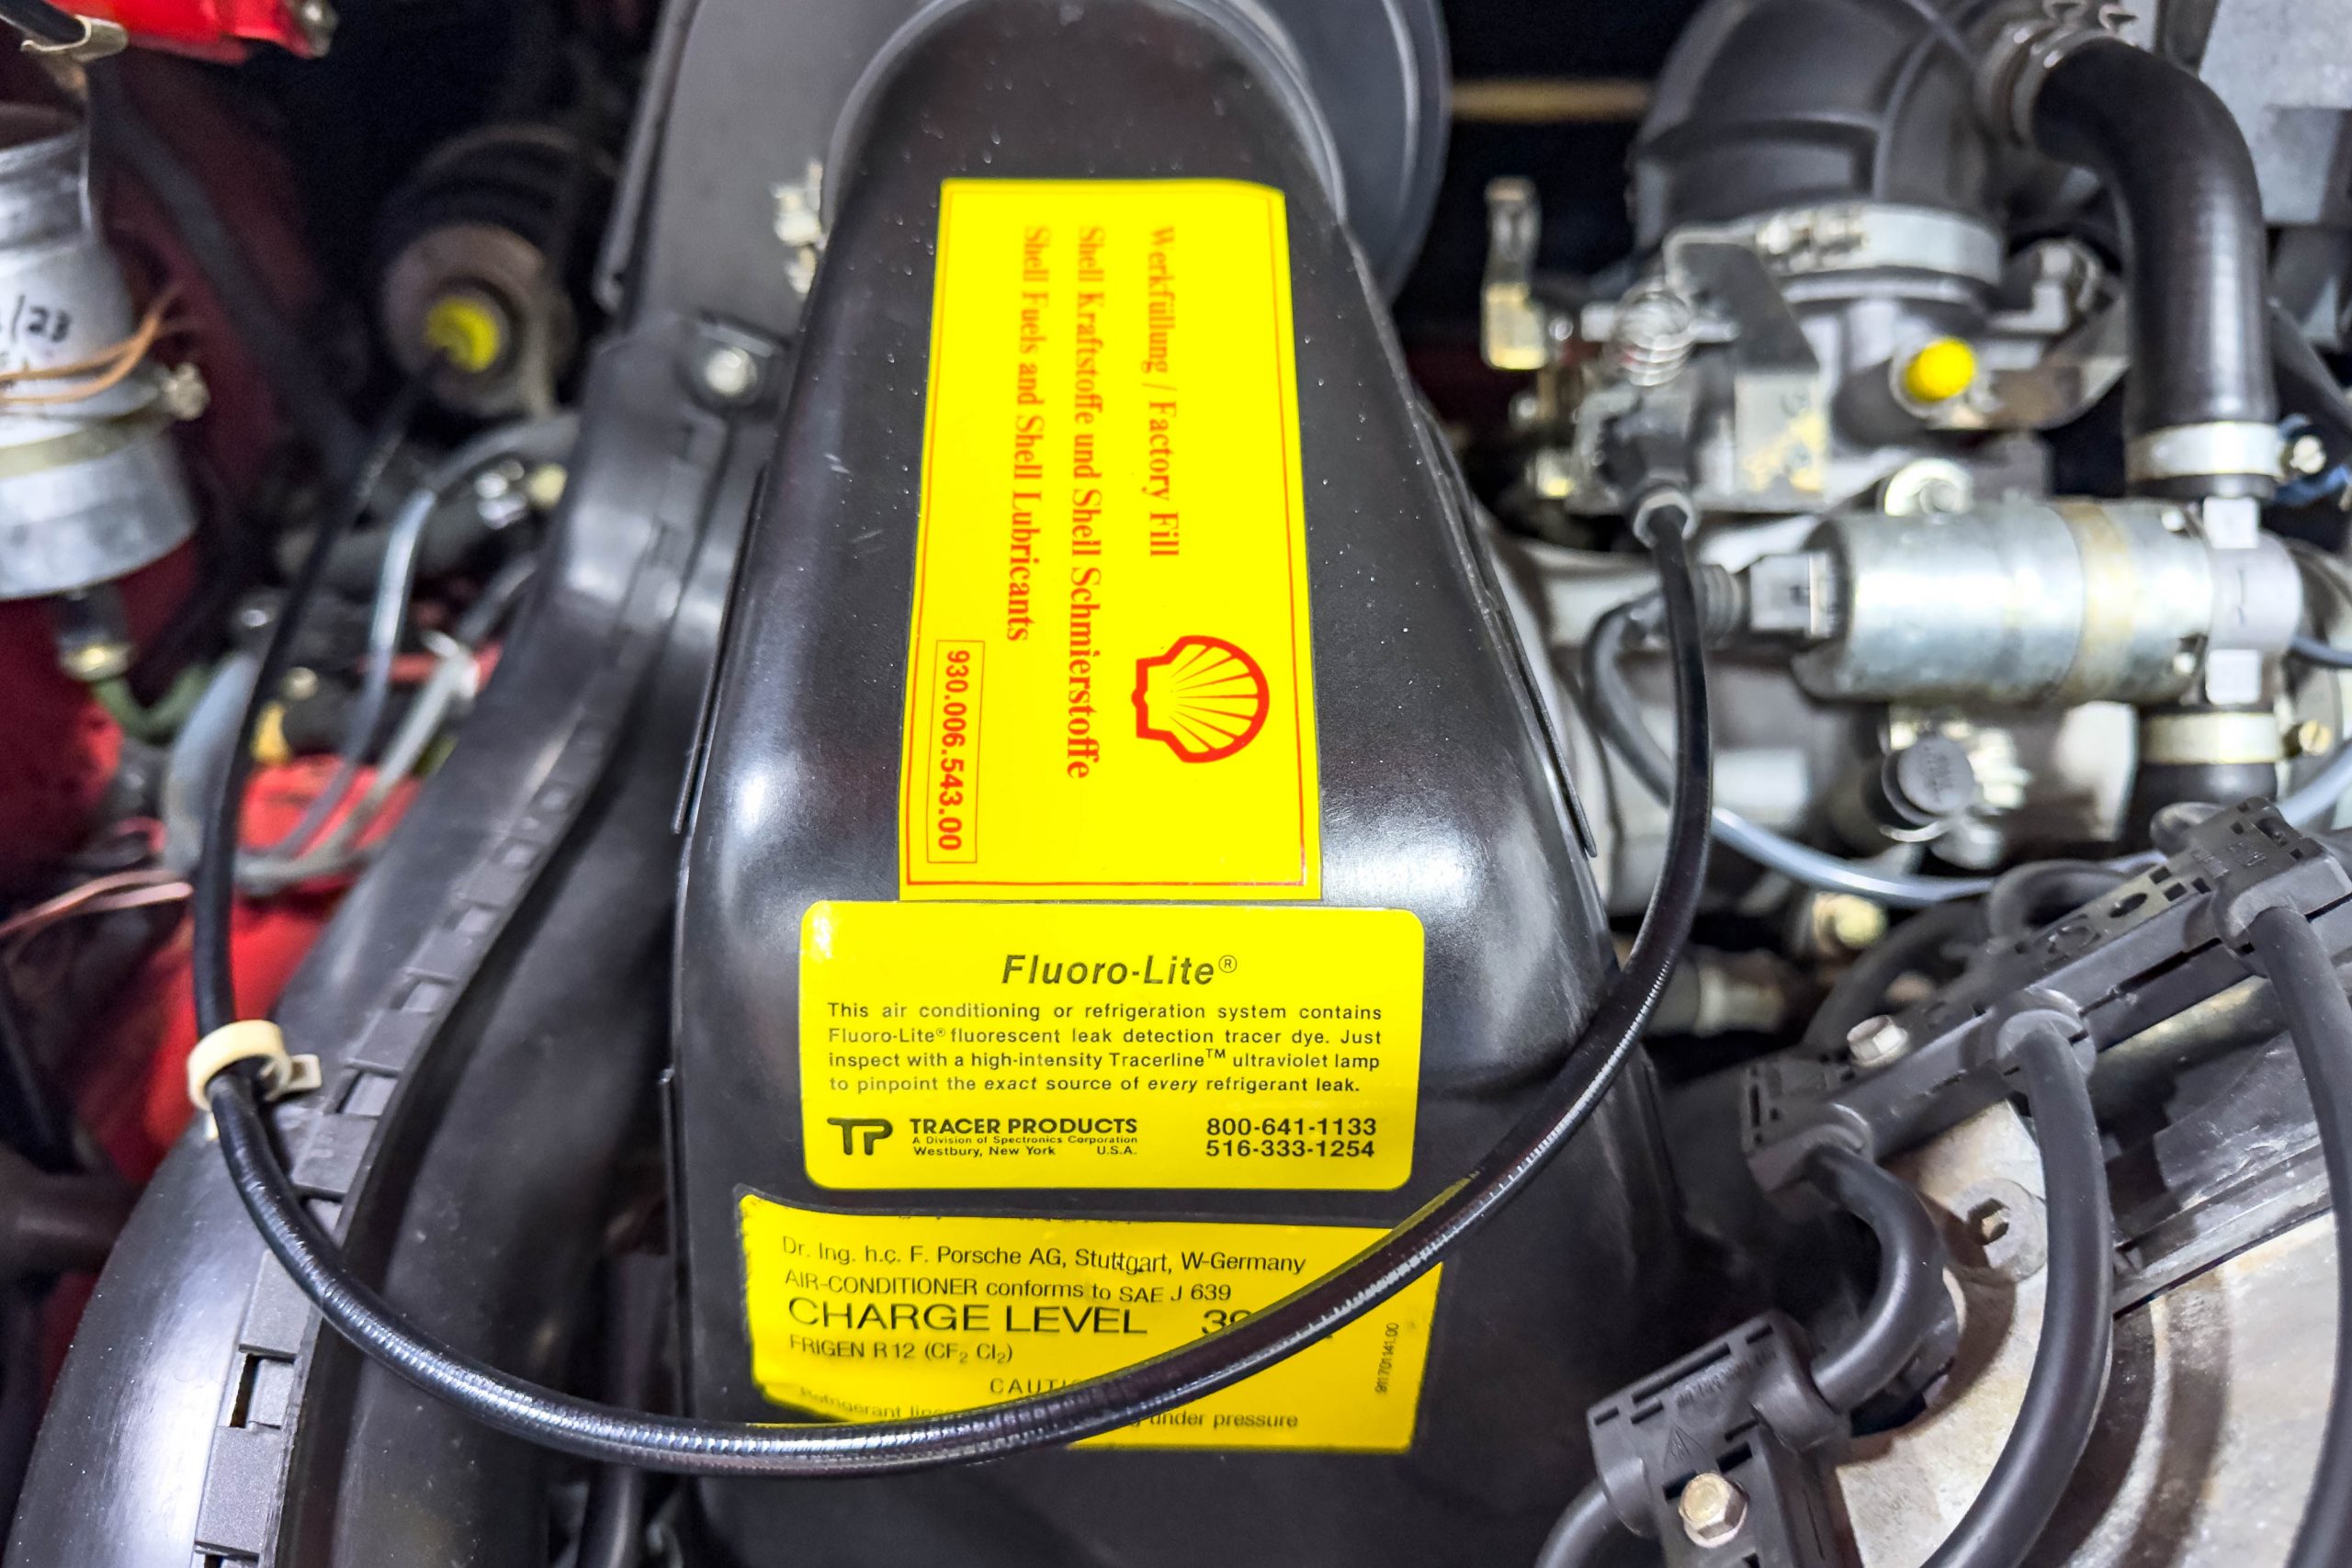 Werkfüllung / Factory Fill
Shell Kraftstoffe und Shell Schmierstoffe
Shell Fuels and Shell Lubricants
930.006.543.00
Fluoro-Lite®
This air conditioning or refrigeration system contains
Fluoro-Lite® fluorescent leak detection tracer dye. Just
inspect with a high-intensity Tracerline™ ultraviolet lamp
to pinpoint the exact source of every refrigerant leak.
TP TRACER PRODUCTS 800-641-1133
A Division of Spectronics Corporation
Westbury, New York U.S.A. 516-333-1254
Dr. Ing. h.c. F. Porsche AG, Stuttgart, W-Germany
AIR-CONDITIONER conforms to SAE J 639
CHARGE LEVEL
FRIGEN R 12 (CF₂ Cl₂)
Refrigerant under pressure